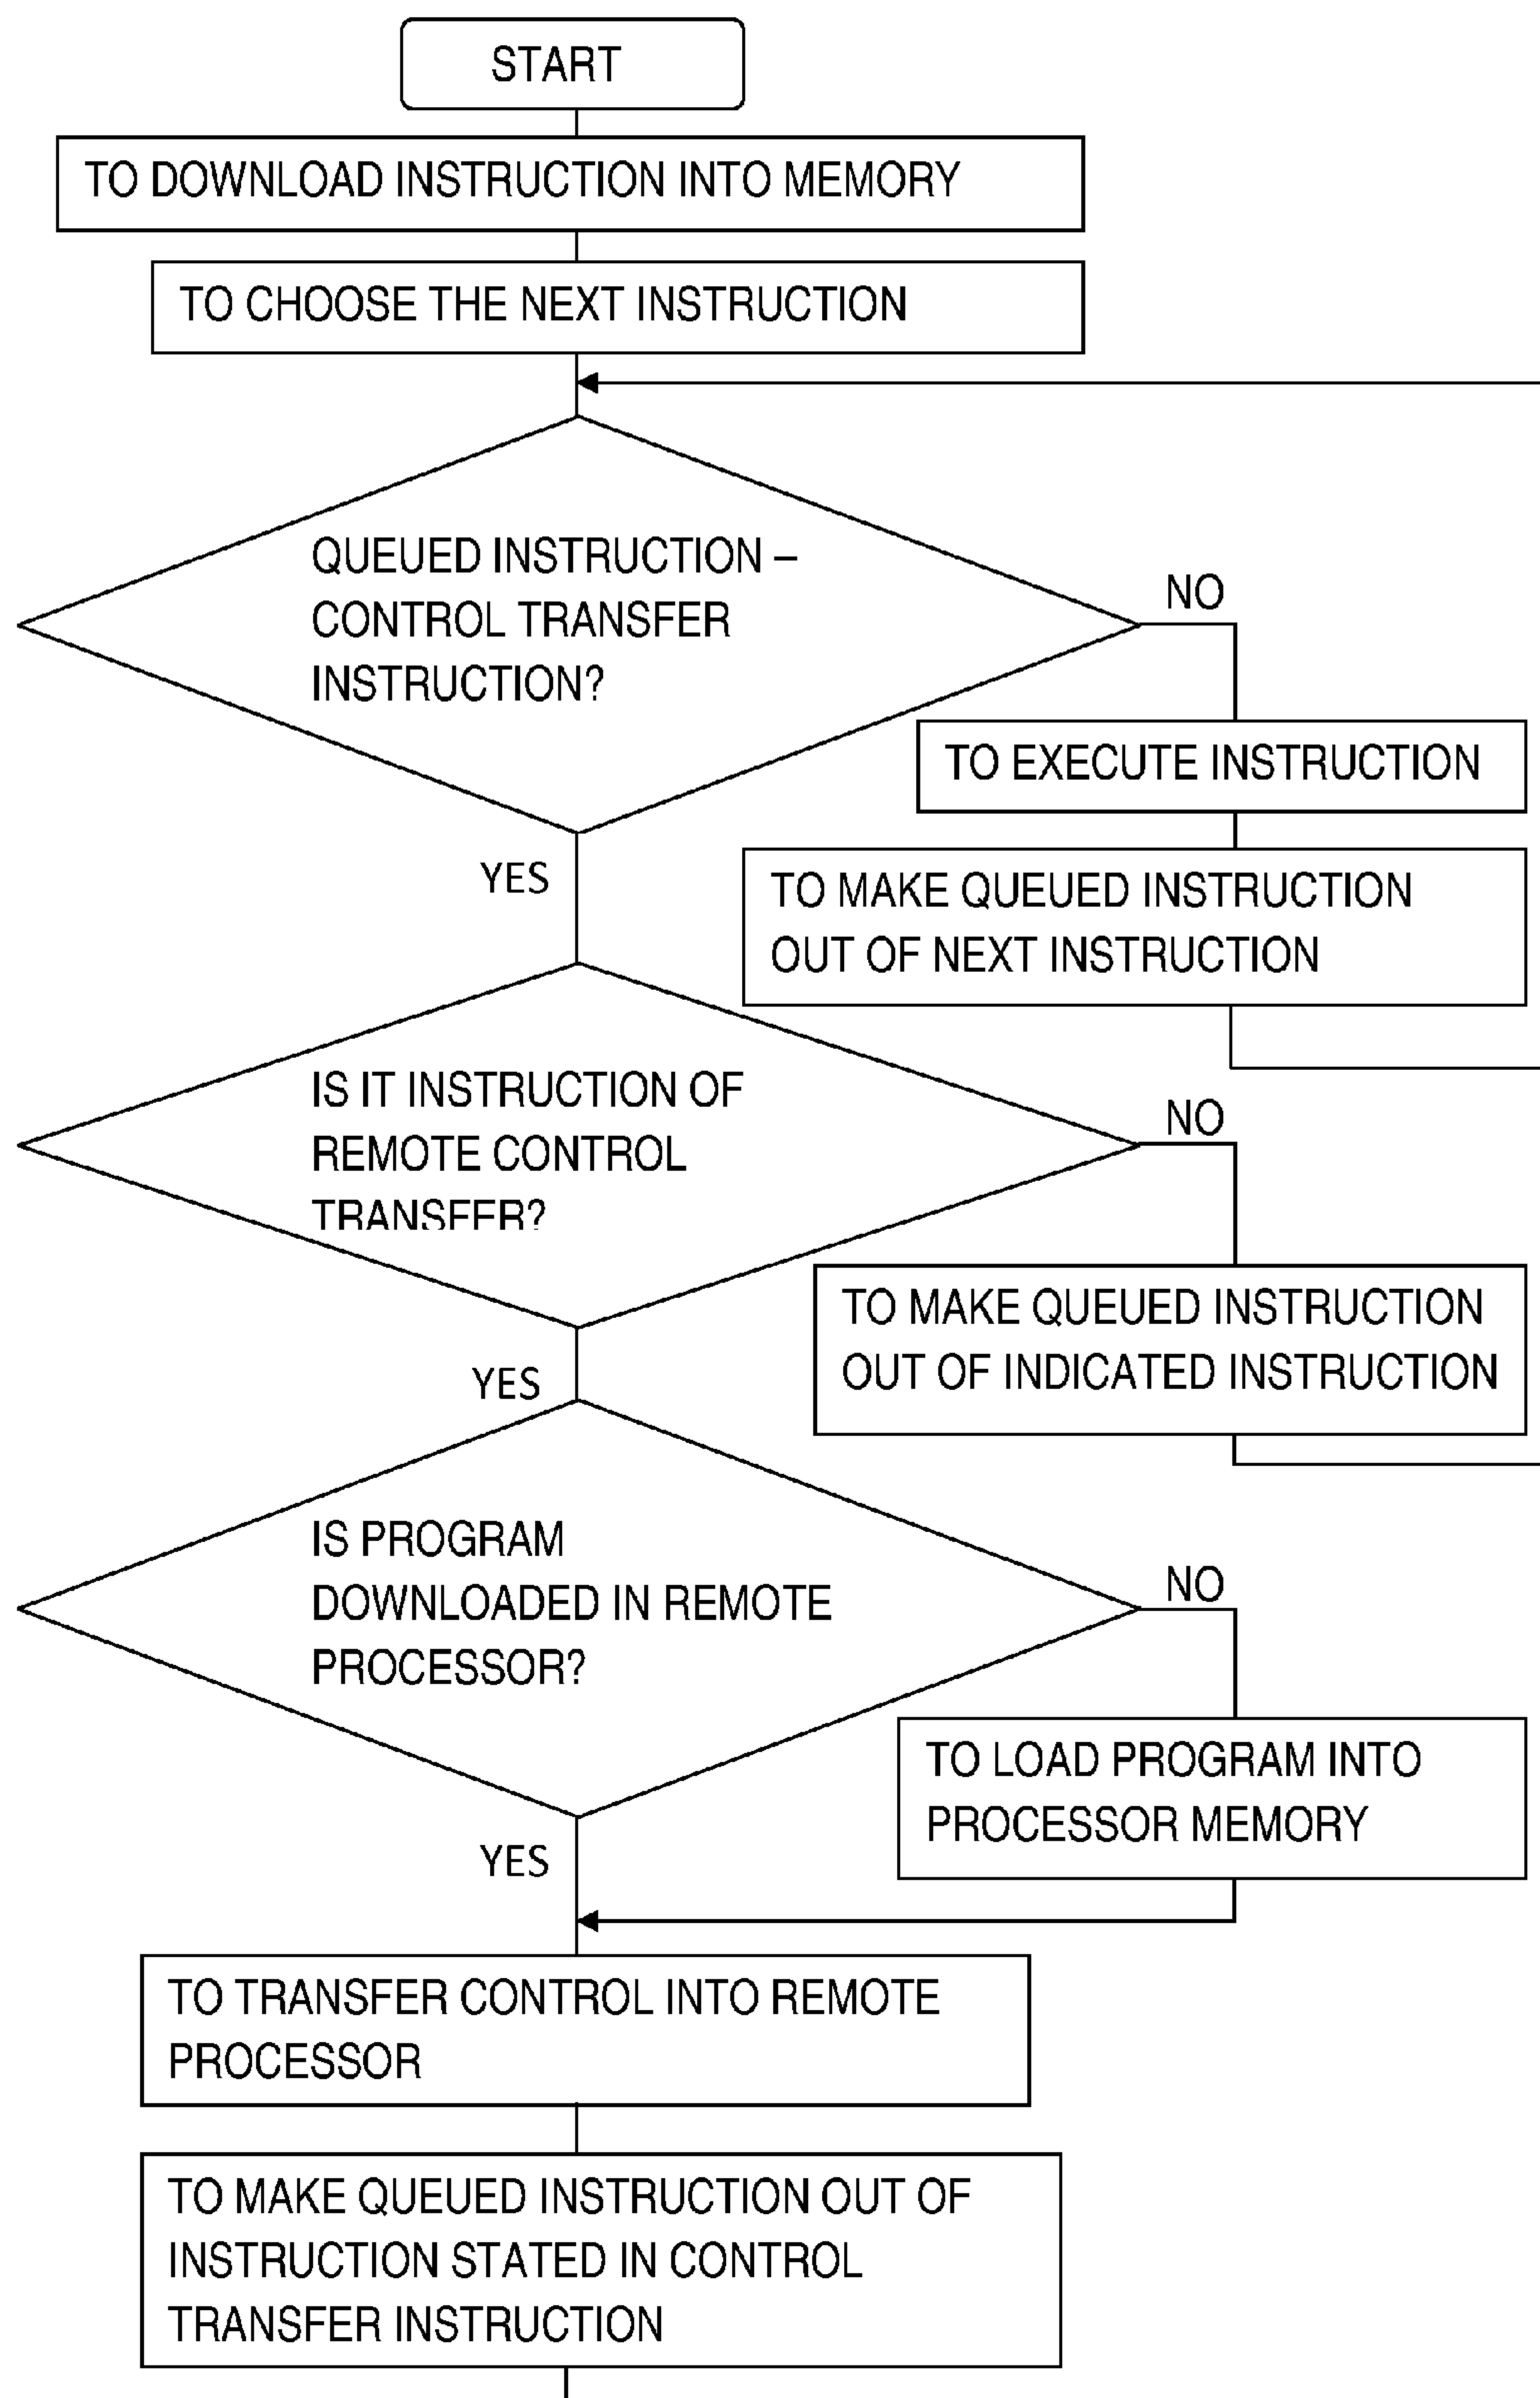 START
TO DOWNLOAD INSTRUCTION INTO MEMORY
TO CHOOSE THE NEXT INSTRUCTION
QUEUED INSTRUCTION –
CONTROL TRANSFER
INSTRUCTION?
NO
TO EXECUTE INSTRUCTION
TO MAKE QUEUED INSTRUCTION
OUT OF NEXT INSTRUCTION
YES
IS IT INSTRUCTION OF
REMOTE CONTROL
TRANSFER?
NO
TO MAKE QUEUED INSTRUCTION
OUT OF INDICATED INSTRUCTION
YES
IS PROGRAM
DOWNLOADED IN REMOTE
PROCESSOR?
NO
TO LOAD PROGRAM INTO
PROCESSOR MEMORY
YES
TO TRANSFER CONTROL INTO REMOTE
PROCESSOR
TO MAKE QUEUED INSTRUCTION OUT OF
INSTRUCTION STATED IN CONTROL
TRANSFER INSTRUCTION